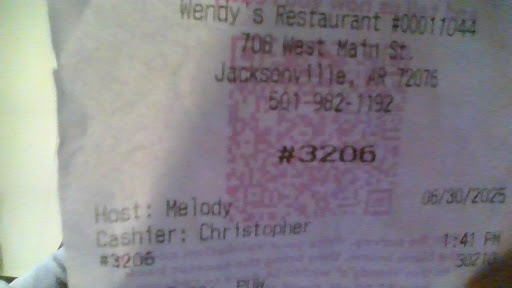 Wendy's Restaurant #00011044
708 West Main St.
Jacksonville, AR 72076
501-982-1192
#3206
Host: Melody
06/30/2025
Cashier: Christopher
1:41 PM
#3206